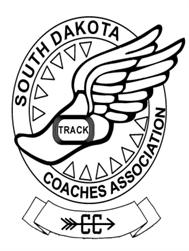 SOUTH DAKOTA
TRACK
COACHES ASSOCIATION
CC